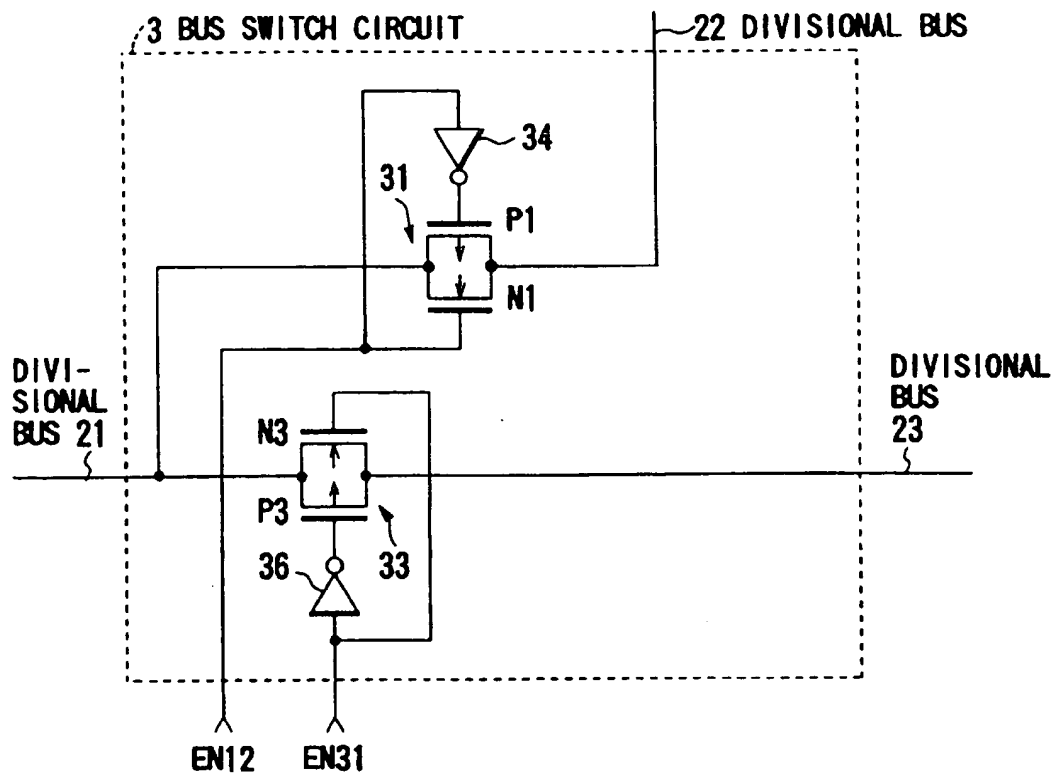 3 BUS SWITCH CIRCUIT
22 DIVISIONAL BUS
34
31
P1
N1
DIVI-
SIONAL
BUS 21
DIVISIONAL
BUS
23
N3
P3
36
33
EN12
EN31